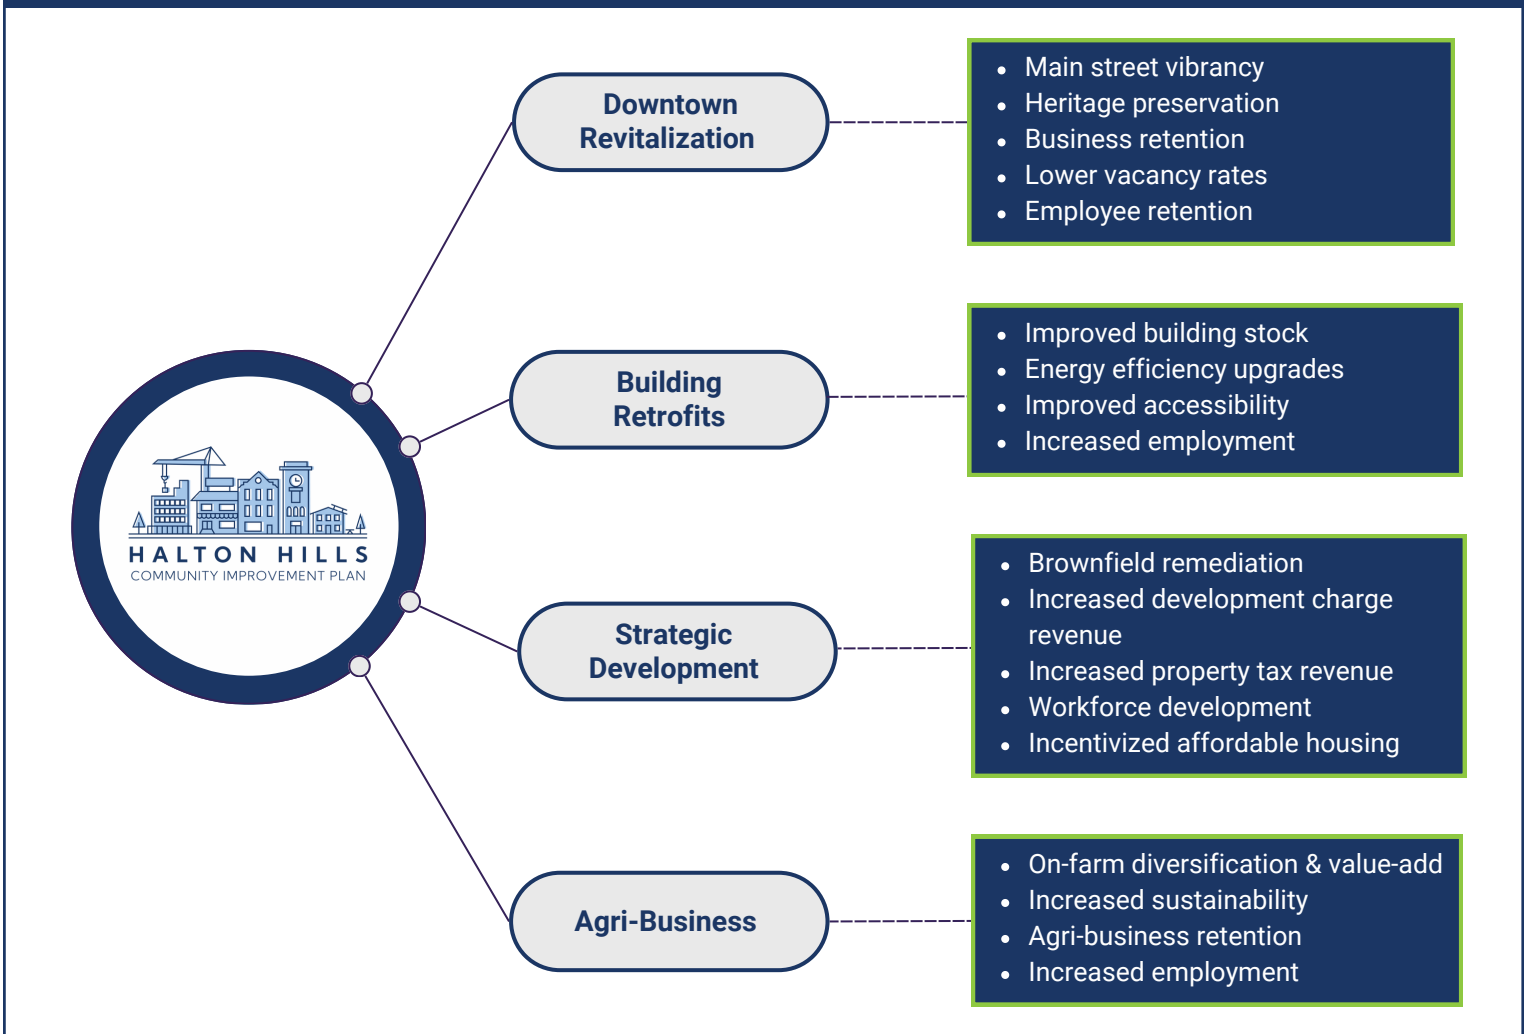 HALTON HILLS
COMMUNITY IMPROVEMENT PLAN
Downtown
Revitalization
• Main street vibrancy
• Heritage preservation
• Business retention
• Lower vacancy rates
• Employee retention
Building
Retrofits
• Improved building stock
• Energy efficiency upgrades
• Improved accessibility
• Increased employment
Strategic
Development
• Brownfield remediation
• Increased development charge
revenue
• Increased property tax revenue
• Workforce development
• Incentivized affordable housing
Agri-Business
• On-farm diversification & value-add
• Increased sustainability
• Agri-business retention
• Increased employment